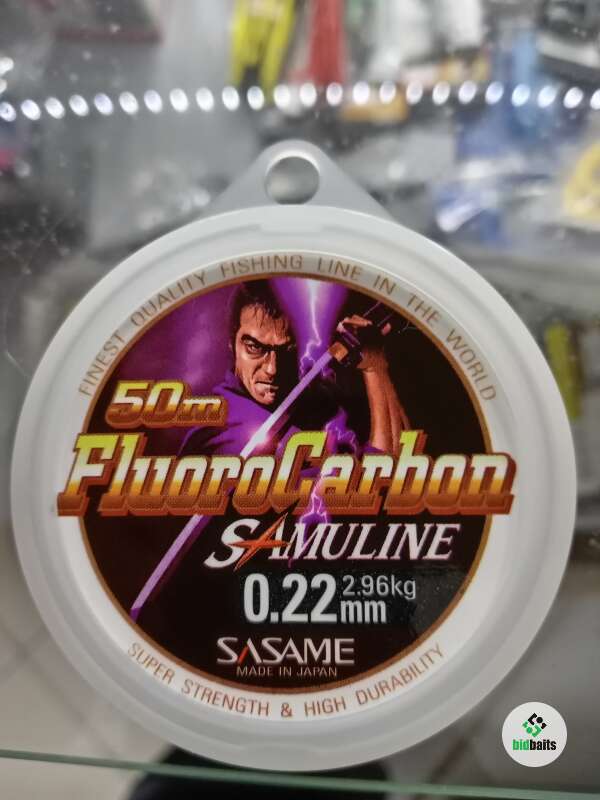 FINEST QUALITY FISHING LINE IN THE WORLD
50m
FluoroCarbon
SAMULINE
0.22mm 2.96kg
SASAME
MADE IN JAPAN
SUPER STRENGTH & HIGH DURABILITY
bidbaits